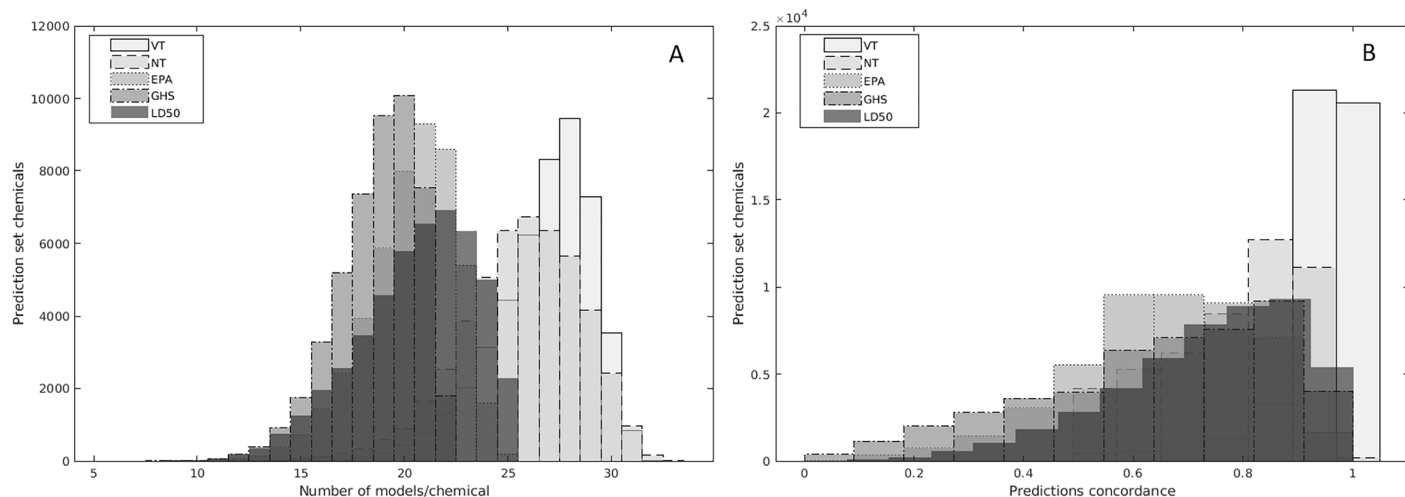 A
VT
NT
EPA
GHS
LD50
12000
10000
8000
6000
4000
2000
0
5
10
15
20
25
30
Number of models/chemical
Prediction set chemicals
B
×10⁴
VT
NT
EPA
GHS
LD50
2.5
2
1.5
1
0.5
0
0
0.2
0.4
0.6
0.8
1
Predictions concordance
Prediction set chemicals